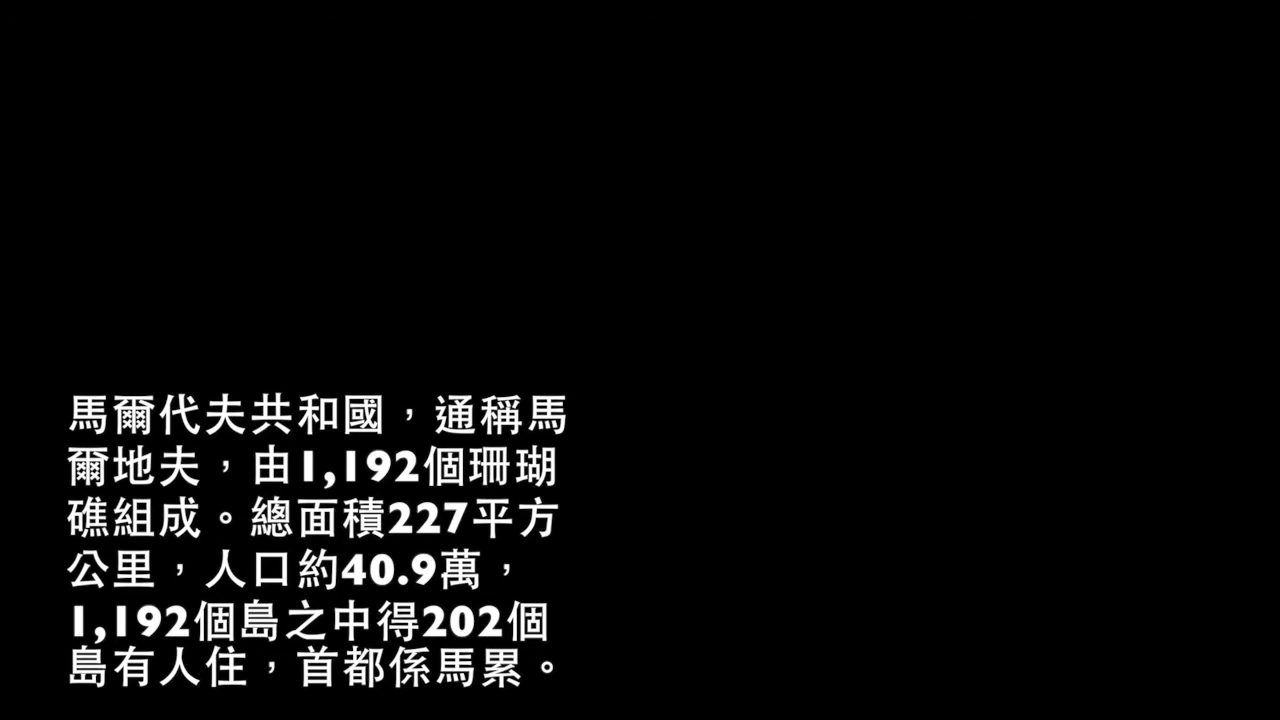 馬爾代夫共和國，通稱馬
爾地夫，由1,192個珊瑚
礁組成。總面積227平方
公里，人口約40.9萬，
1,192個島之中得202個
島有人住，首都係馬累。